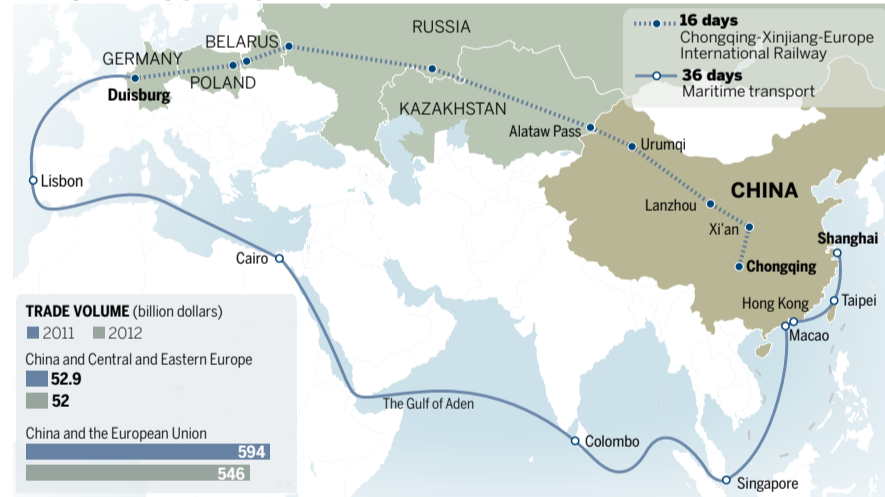 RUSSIA
16 days
Chongqing-Xinjiang-Europe
International Railway
36 days
Maritime transport
BELARUS
GERMANY
POLAND
Duisburg
KAZAKHSTAN
Alataw Pass
Urumqi
Lisbon
CHINA
Lanzhou
Xi'an
Shanghai
Cairo
Chongqing
Hong Kong
Taipei
Macao
TRADE VOLUME (billion dollars)
2011 2012
China and Central and Eastern Europe
52.9
52
China and the European Union
594
546
The Gulf of Aden
Colombo
Singapore